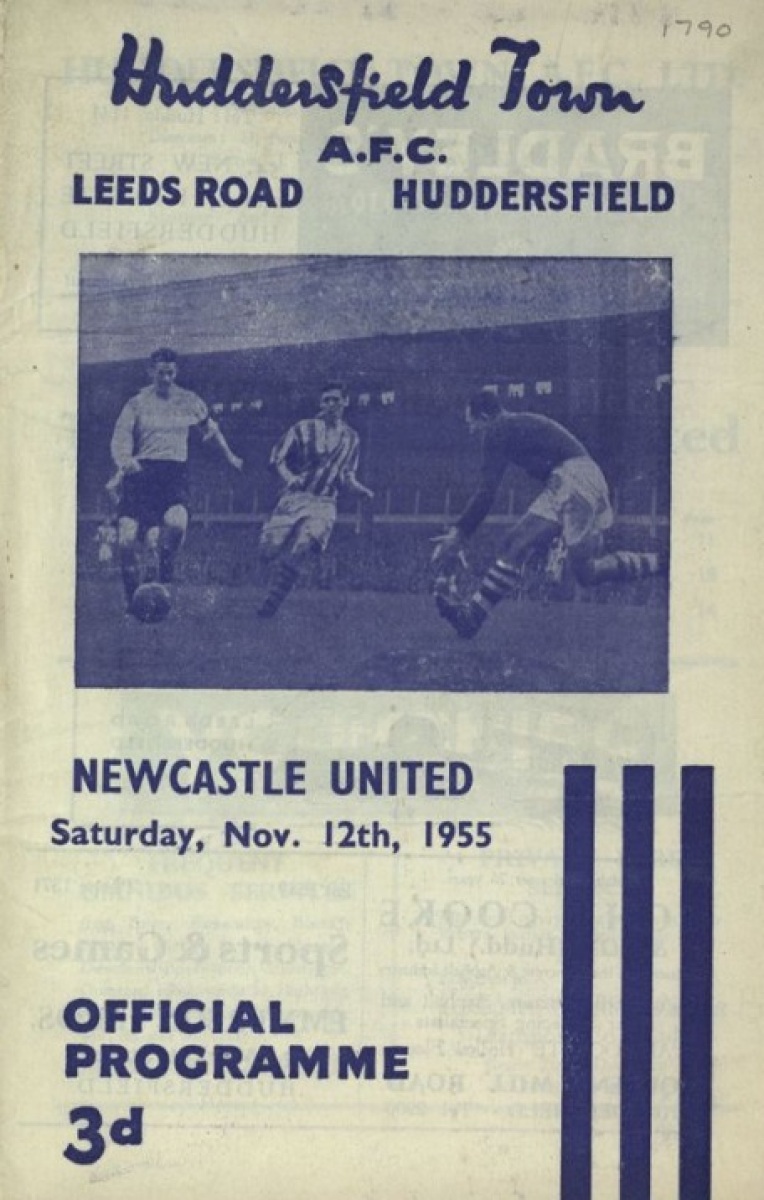 1790
Huddersfield Town
A.F.C.
LEEDS ROAD HUDDERSFIELD
NEWCASTLE UNITED
Saturday, Nov. 12th, 1955
OFFICIAL
PROGRAMME
3d